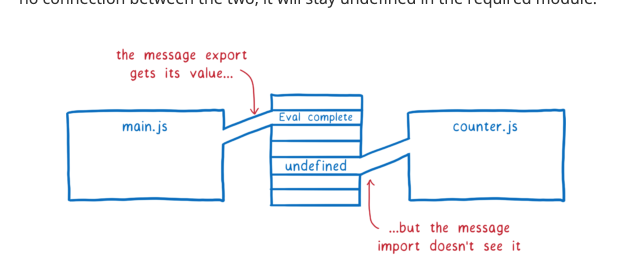 no connection between the two, it will stay undefined in the required module.
the message export
gets its value...
Eval complete
main.js
counter.js
undefined
...but the message
import doesn't see it